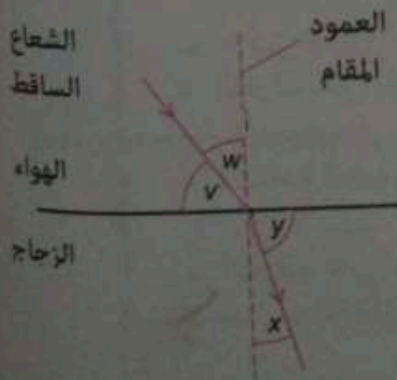 العمود
المقام
الشعاع
الساقط
الهواء
الزجاج
w
v
y
x